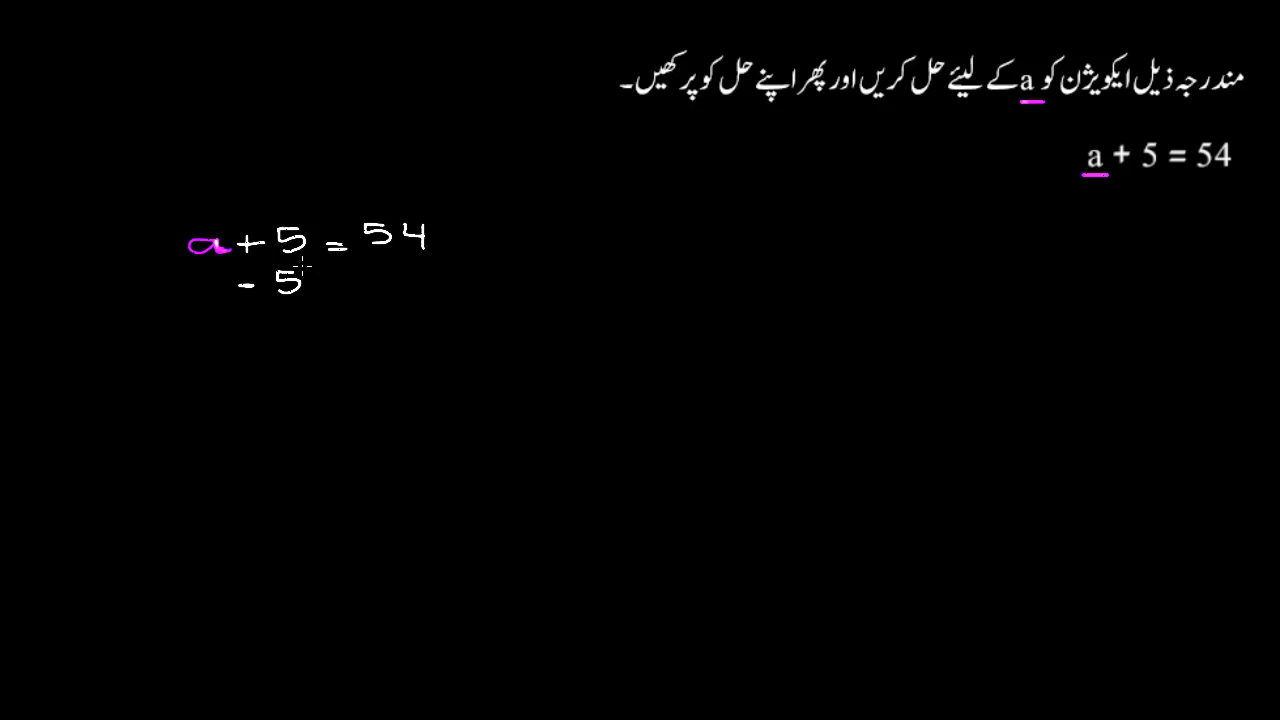 مندرجہ ذیل ایکویژن کو a کے لیئے حل کریں اور پھر اپنے حل کو پرکھیں۔
a + 5 = 54
a + 5 = 54
- 5